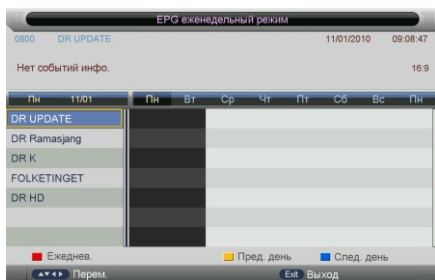 EPG еженедельный режим
0800 DR UPDATE 11/01/2010 09:08:47
Нет событий инфо. 16:9
Пн 11/01 Пн Вт Ср Чт Пт Сб Вс Пн
DR UPDATE
DR Ramasjang
DR K
FOLKETINGET
DR HD
Ежеднев. Пред. день След. день
Перем. Exit Выход